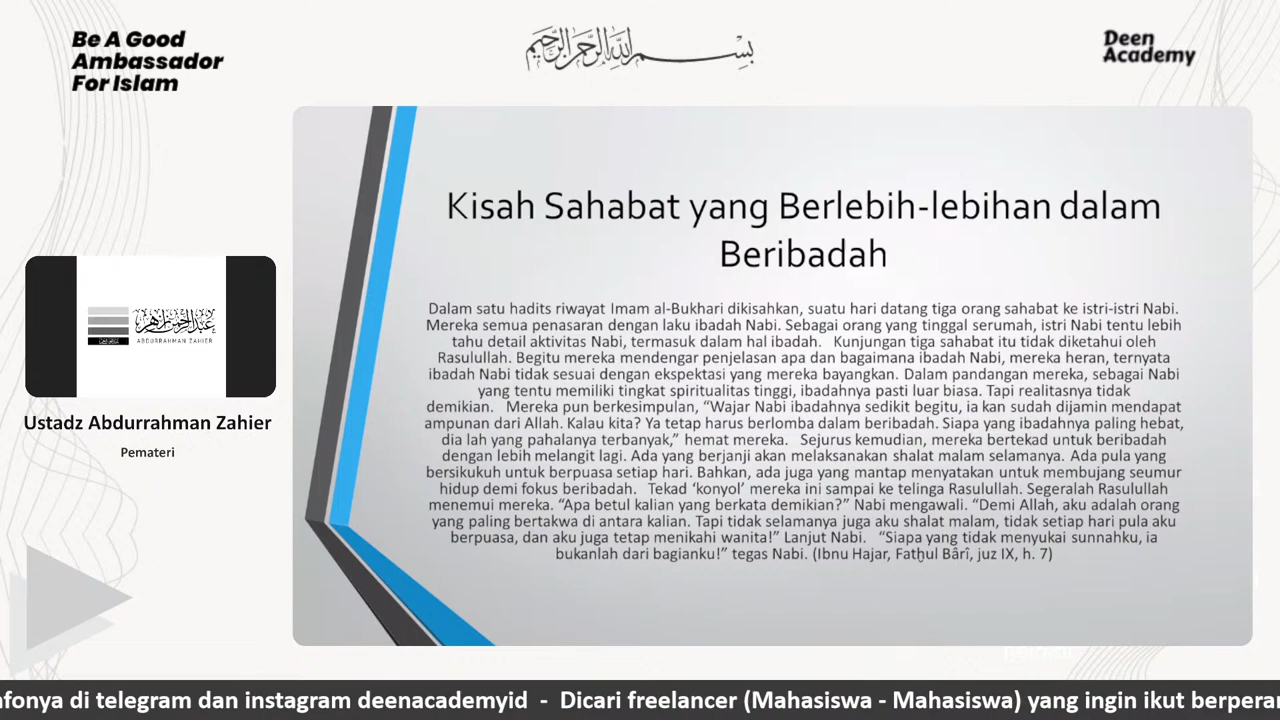 Be A Good
Ambassador
For Islam
بسم الله الرحمن الرحيم
Deen
Academy
Kisah Sahabat yang Berlebih-lebihan dalam
Beribadah
Dalam satu hadits riwayat Imam al-Bukhari dikisahkan, suatu hari datang tiga orang sahabat ke istri-istri Nabi.
Mereka semua penasaran dengan laku ibadah Nabi. Sebagai orang yang tinggal serumah, istri Nabi tentu lebih
tahu detail aktivitas Nabi, termasuk dalam hal ibadah.   Kunjungan tiga sahabat itu tidak diketahui oleh
Rasulullah. Begitu mereka mendengar penjelasan apa dan bagaimana ibadah Nabi, mereka heran, ternyata
ibadah Nabi tidak sesuai dengan ekspektasi yang mereka bayangkan. Dalam pandangan mereka, sebagai Nabi
yang tentu memiliki tingkat spiritualitas tinggi, ibadahnya pasti luar biasa. Tapi realitasnya tidak
demikian.   Mereka pun berkesimpulan, “Wajar Nabi ibadahnya sedikit begitu, ia kan sudah dijamin mendapat
ampunan dari Allah. Kalau kita? Ya tetap harus berlomba dalam beribadah. Siapa yang ibadahnya paling hebat,
dia lah yang pahalanya terbanyak,” hemat mereka.   Sejurus kemudian, mereka bertekad untuk beribadah
dengan lebih melangit lagi. Ada yang berjanji akan melaksanakan shalat malam selamanya. Ada pula yang
bersikukuh untuk berpuasa setiap hari. Bahkan, ada juga yang mantap menyatakan untuk membujang seumur
hidup demi fokus beribadah.   Tekad ‘konyol’ mereka ini sampai ke telinga Rasulullah. Segeralah Rasulullah
menemui mereka. “Apa betul kalian yang berkata demikian?” Nabi mengawali. “Demi Allah, aku adalah orang
yang paling bertakwa di antara kalian. Tapi tidak selamanya juga aku shalat malam, tidak setiap hari pula aku
berpuasa, dan aku juga tetap menikahi wanita!” Lanjut Nabi.   “Siapa yang tidak menyukai sunnahku, ia
bukanlah dari bagianku!” tegas Nabi. (Ibnu Hajar, Fatẖul Bârî, juz IX, h. 7)
ABDURRAHMAN ZAHIER
Ustadz Abdurrahman Zahier
Pemateri
afonya di telegram dan instagram deenacademyid  -  Dicari freelancer (Mahasiswa - Mahasiswa) yang ingin ikut berpera